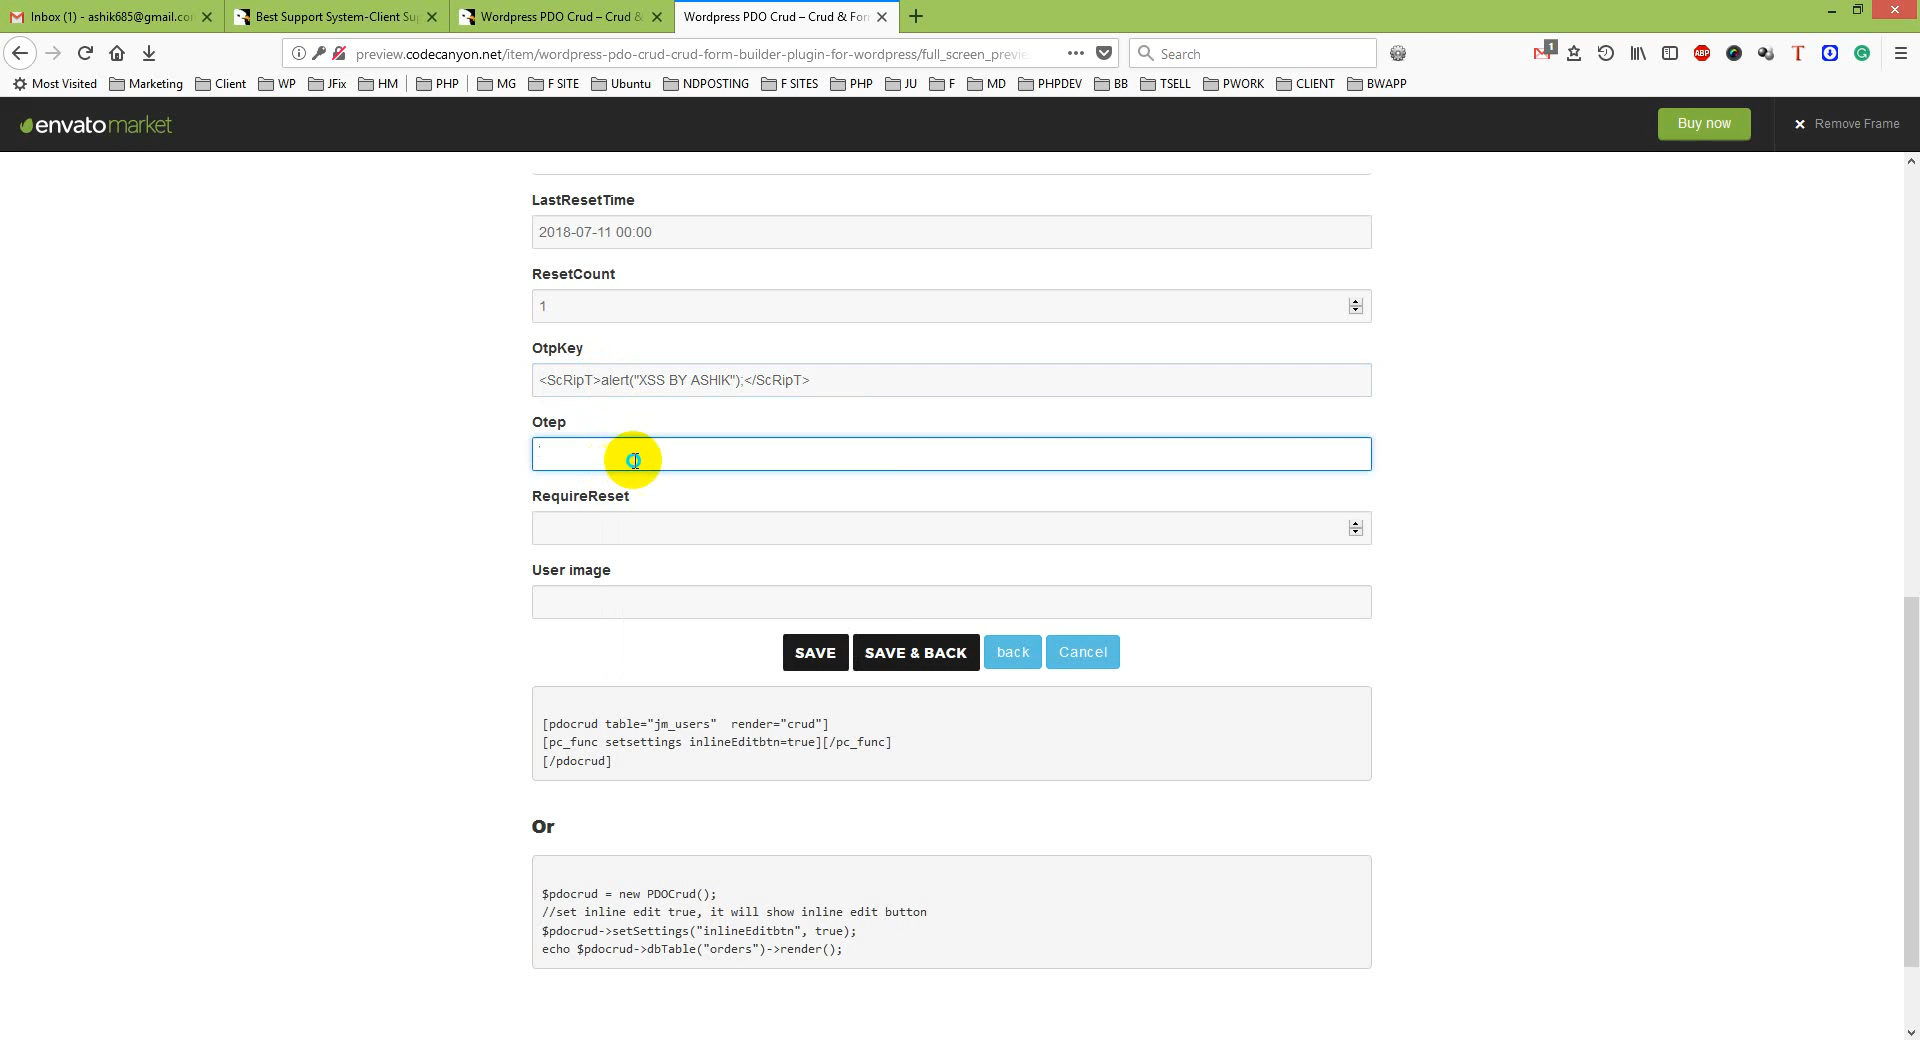 Inbox (1) - ashik685@gmail.co
Best Support System-Client Su
Wordpress PDO Crud – Crud &
Wordpress PDO Crud – Crud & For
preview.codecanyon.net/item/wordpress-pdo-crud-crud-form-builder-plugin-for-wordpress/full_screen_previe
Search
1
ABP
T
G
Most Visited Marketing Client WP JFix HM PHP MG F SITE Ubuntu NDPOSTING F SITES PHP JU F MD PHPDEV BB TSELL PWORK CLIENT BWAPP
envatomarket
Buy now
Remove Frame
LastResetTime
2018-07-11 00:00
ResetCount
1
OtpKey
<ScRipT>alert("XSS BY ASHIK");</ScRipT>
Otep
RequireReset
User image
SAVE SAVE & BACK back Cancel
[pdocrud table="jm_users"  render="crud"]
[pc_func setsettings inlineEditbtn=true][/pc_func]
[/pdocrud]
Or
$pdocrud = new PDOCrud();
//set inline edit true, it will show inline edit button
$pdocrud->setSettings("inlineEditbtn", true);
echo $pdocrud->dbTable("orders")->render();